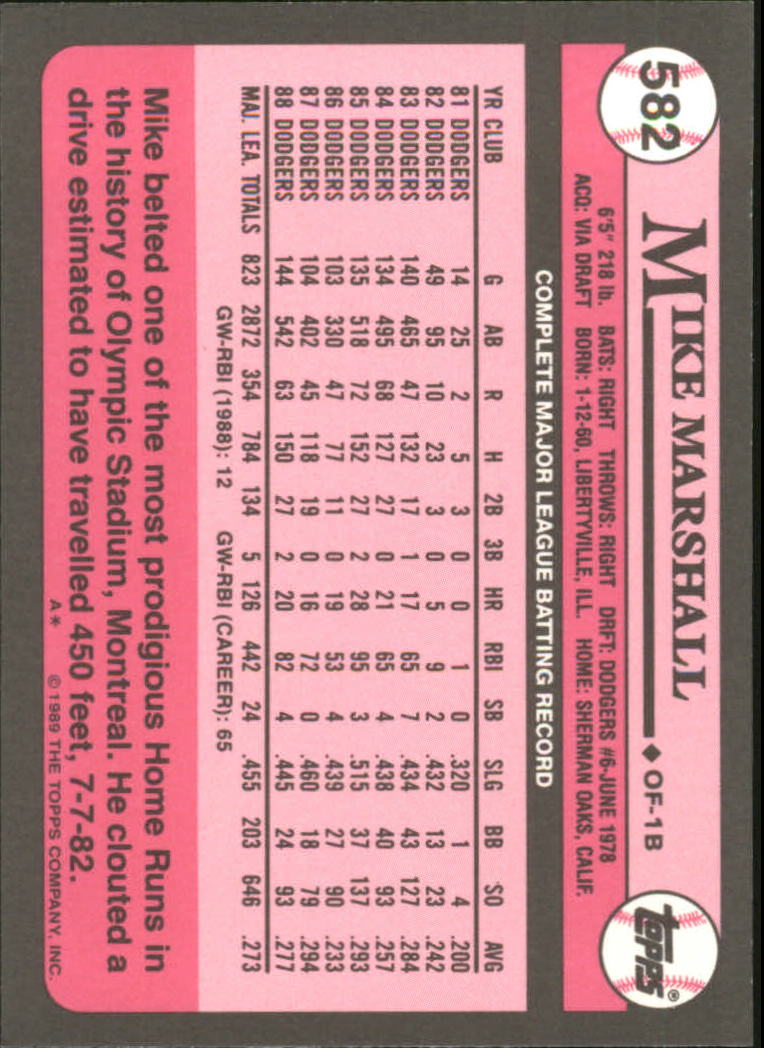 582
MIKE MARSHALL ♦ OF-1B
topps®
6'5" 218 lb. BATS: RIGHT THROWS: RIGHT DRFT: DODGERS #6-JUNE 1978
ACQ: VIA DRAFT BORN: 1-12-60, LIBERTYVILLE, ILL. HOME: SHERMAN OAKS, CALIF.
COMPLETE MAJOR LEAGUE BATTING RECORD
YR CLUB G AB R H 2B 3B HR RBI SB SLG BB SO AVG
81 DODGERS 14 25 2 5 3 0 0 1 0 .320 1 4 .200
82 DODGERS 49 95 10 23 3 0 5 9 2 .432 13 23 .242
83 DODGERS 140 465 47 132 17 1 17 65 7 .434 43 127 .284
84 DODGERS 134 495 68 127 27 0 21 65 4 .438 40 93 .257
85 DODGERS 135 518 72 152 27 2 28 95 3 .515 37 137 .293
86 DODGERS 103 330 47 77 11 0 19 53 4 .439 27 90 .233
87 DODGERS 104 402 45 118 19 0 16 72 0 .460 18 79 .294
88 DODGERS 144 542 63 150 27 2 20 82 4 .445 24 93 .277
MAJ. LEA. TOTALS 823 2872 354 784 134 5 126 442 24 .455 203 646 .273
GW-RBI (1988): 12 GW-RBI (CAREER): 65
Mike belted one of the most prodigious Home Runs in
the history of Olympic Stadium, Montreal. He clouted a
drive estimated to have travelled 450 feet, 7-7-82.
A* © 1989 THE TOPPS COMPANY, INC.